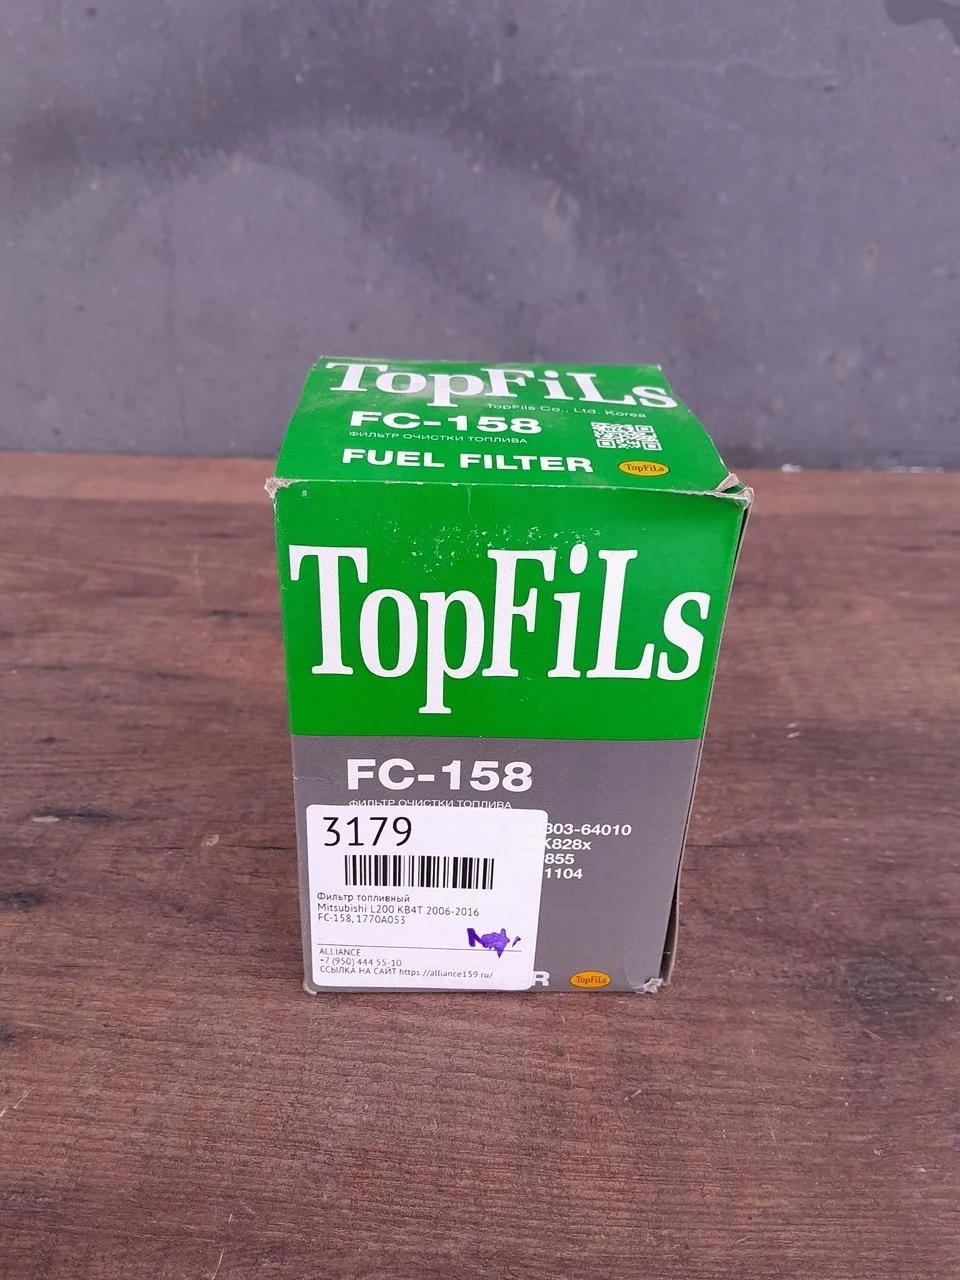 TopFiLs
TopFils Co., Ltd. Korea
FC-158
ФИЛЬТР ОЧИСТКИ ТОПЛИВА
FUEL FILTER
TopFiLs
TopFiLs
FC-158
ФИЛЬТР ОЧИСТКИ ТОПЛИВА
303-64010
K828x
855
1104
3179
Фильтр топливный
Mitsubishi L200 KB4T 2006-2016
FC-158, 1770A053
ALLIANCE
+7 (950) 444 55-10
ССЫЛКА НА САЙТ https://alliance159.ru/
R
TopFiLs